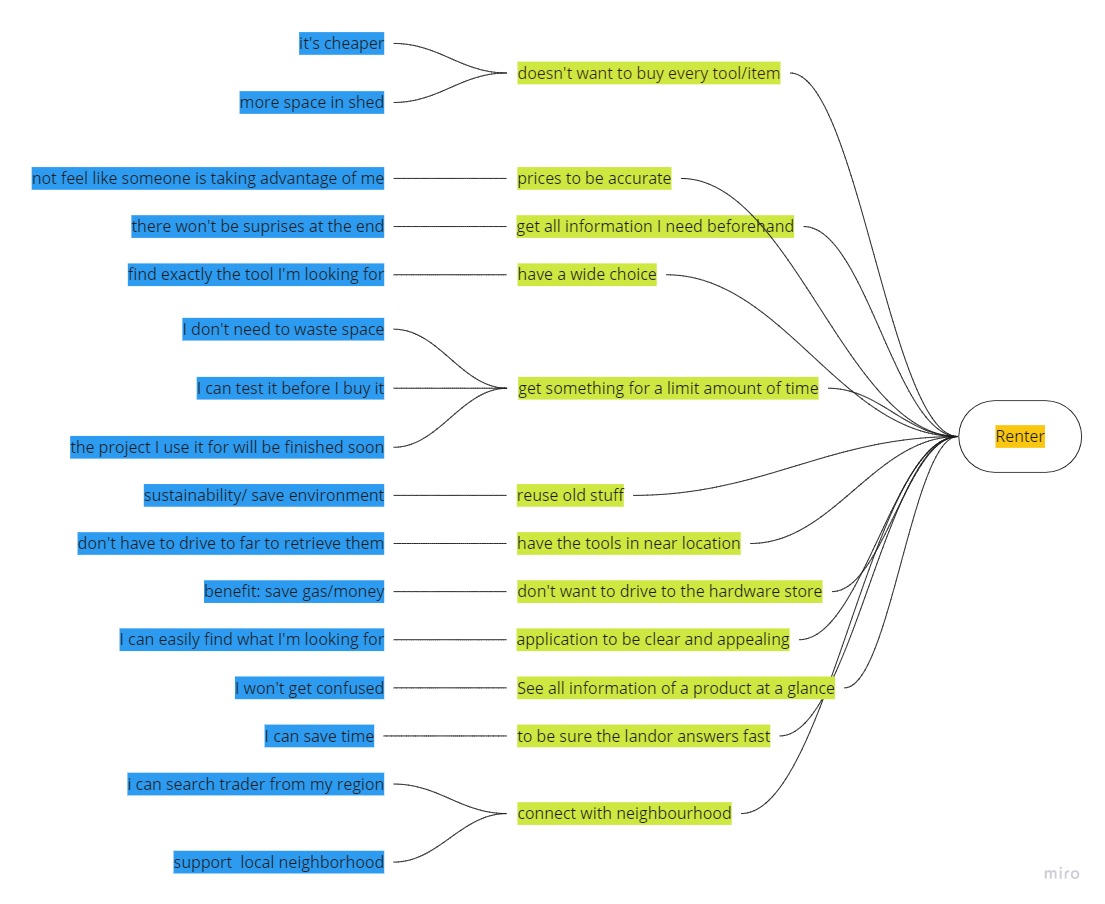 it's cheaper
doesn't want to buy every tool/item
more space in shed
not feel like someone is taking advantage of me
prices to be accurate
there won't be suprises at the end
get all information I need beforehand
find exactly the tool I'm looking for
have a wide choice
I don't need to waste space
I can test it before I buy it
get something for a limit amount of time
the project I use it for will be finished soon
Renter
sustainability/ save environment
reuse old stuff
don't have to drive to far to retrieve them
have the tools in near location
benefit: save gas/money
don't want to drive to the hardware store
I can easily find what I'm looking for
application to be clear and appealing
I won't get confused
See all information of a product at a glance
I can save time
to be sure the landor answers fast
i can search trader from my region
connect with neighbourhood
support  local neighborhood
miro